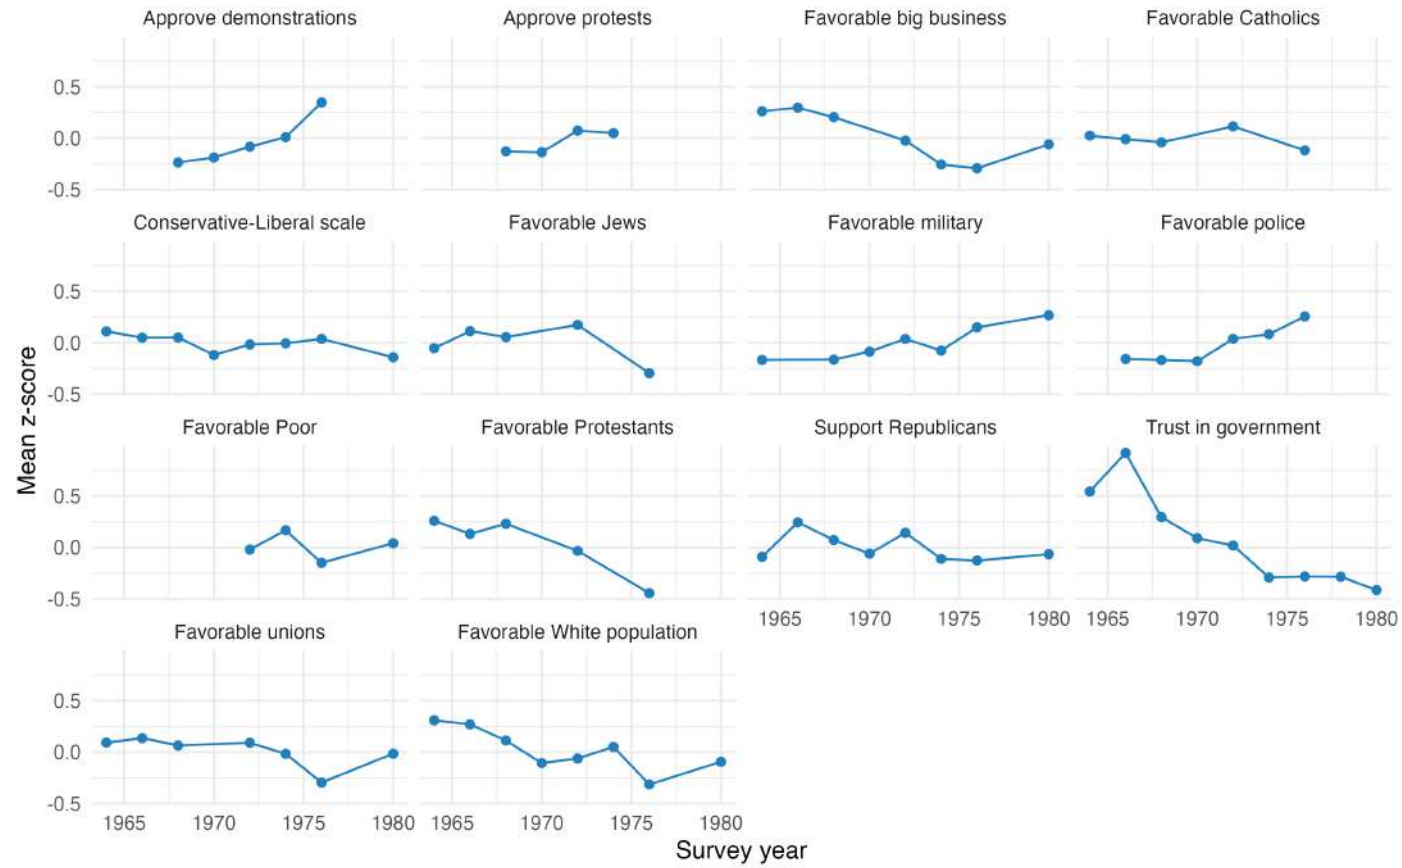 Approve demonstrations Approve protests Favorable big business Favorable Catholics
0.5
0.0
-0.5
Conservative-Liberal scale Favorable Jews Favorable military Favorable police
0.5
0.0
-0.5
Mean z-score
Favorable Poor Favorable Protestants Support Republicans Trust in government
0.5
0.0
-0.5
1965 1970 1975 1980 1965 1970 1975 1980
Favorable unions Favorable White population
0.5
0.0
-0.5
1965 1970 1975 1980 1965 1970 1975 1980
Survey year